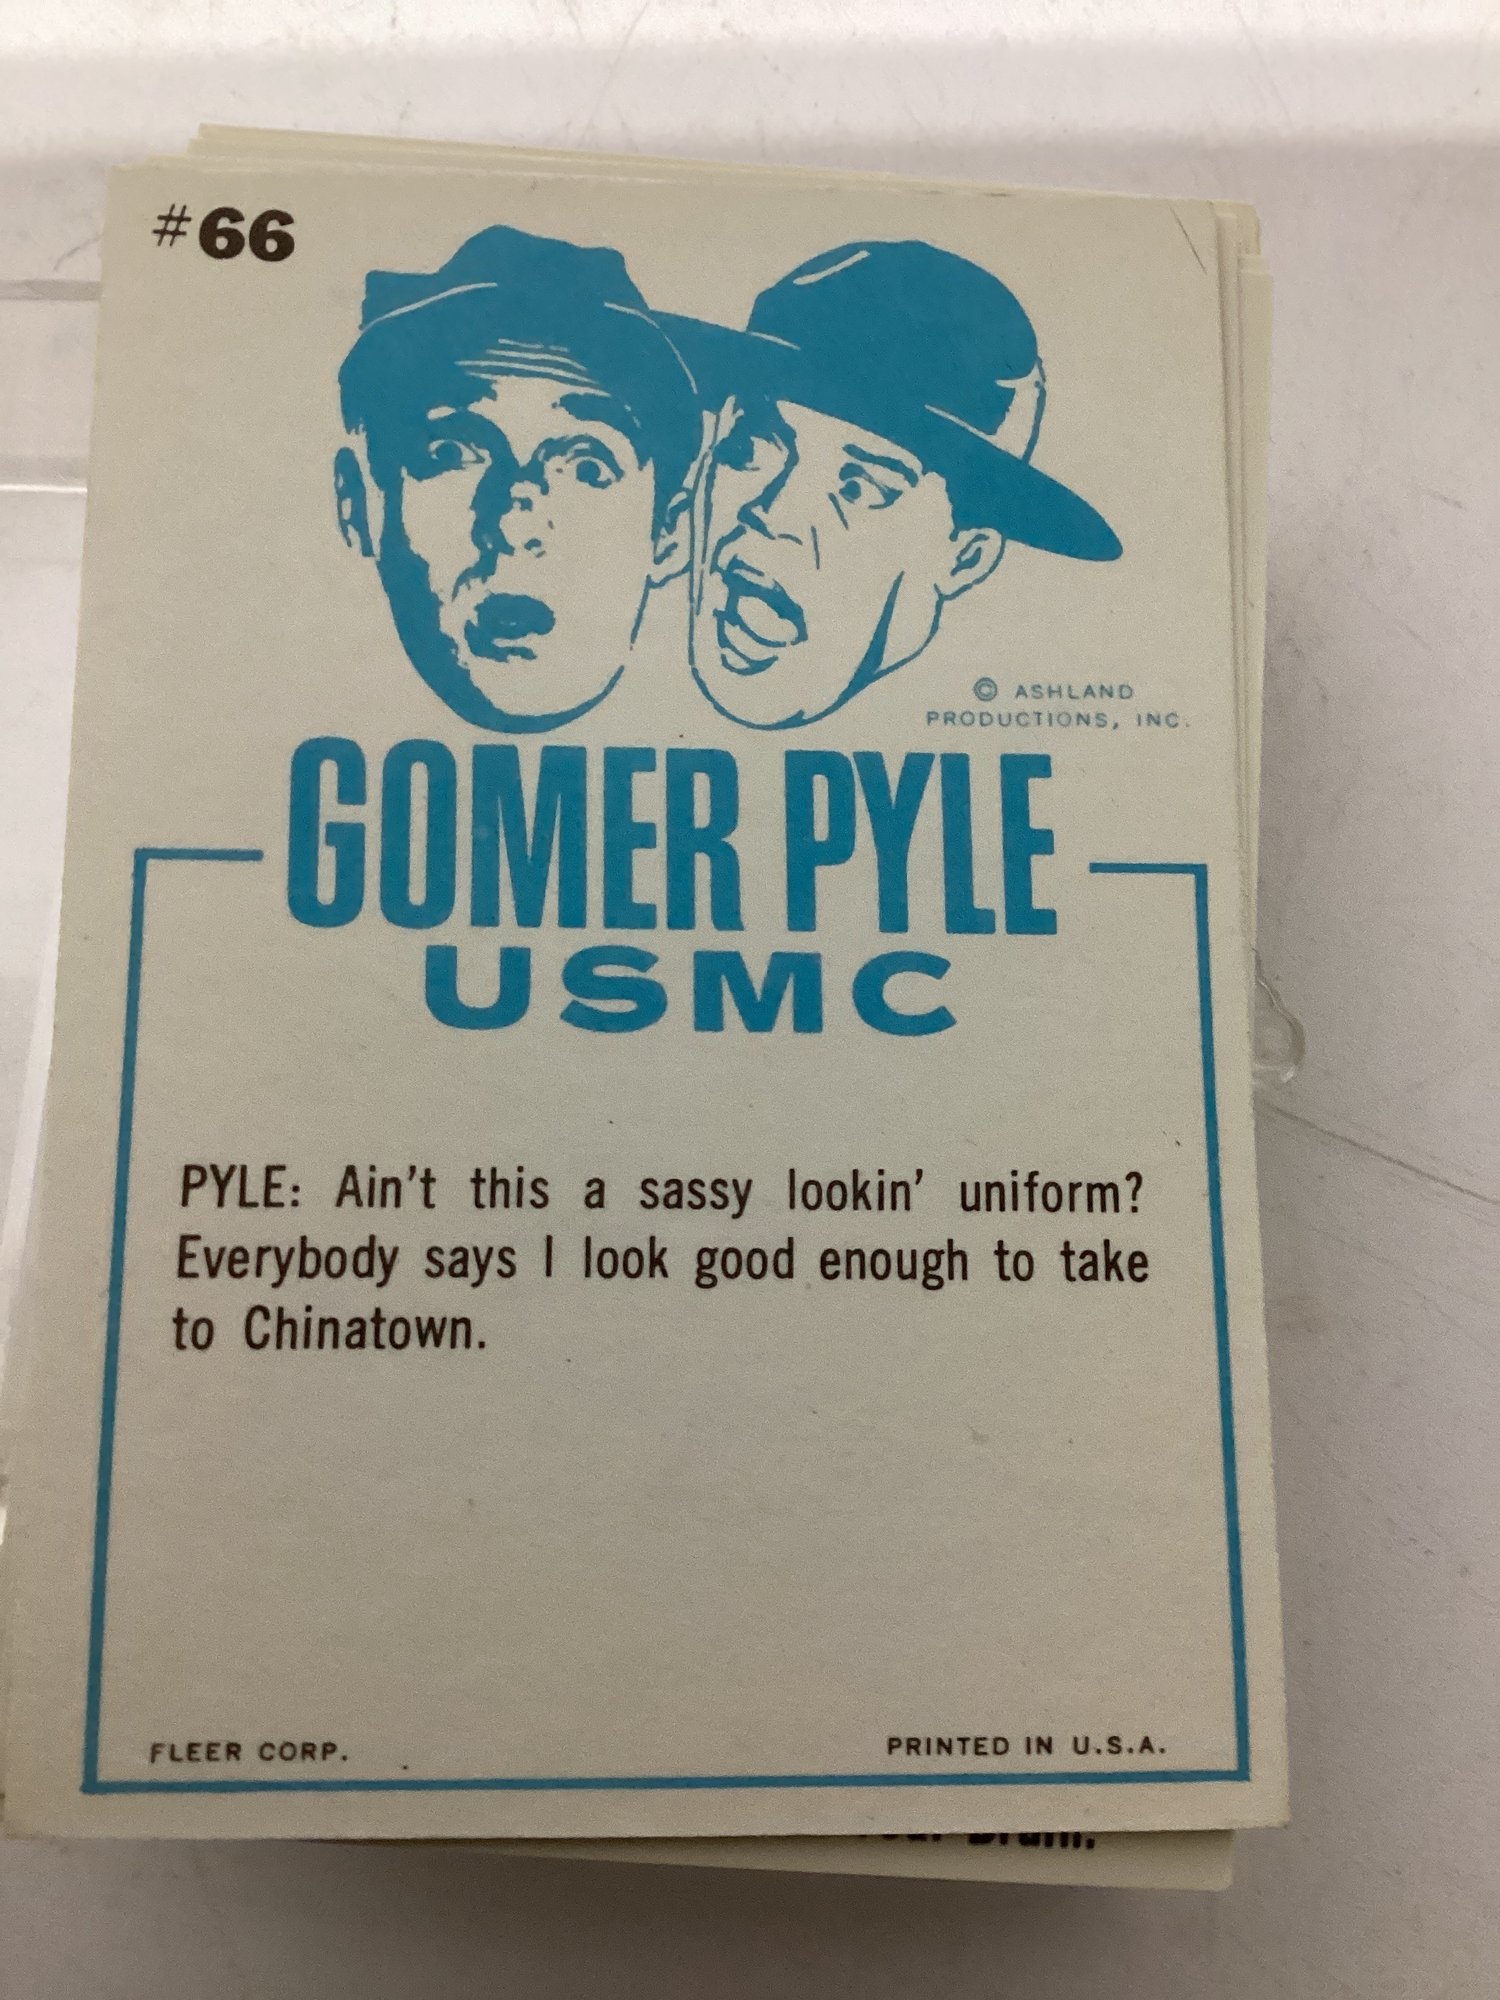 #66
© ASHLAND
PRODUCTIONS, INC.
GOMER PYLE
USMC
PYLE: Ain't this a sassy lookin' uniform?
Everybody says I look good enough to take
to Chinatown.
FLEER CORP. PRINTED IN U.S.A.